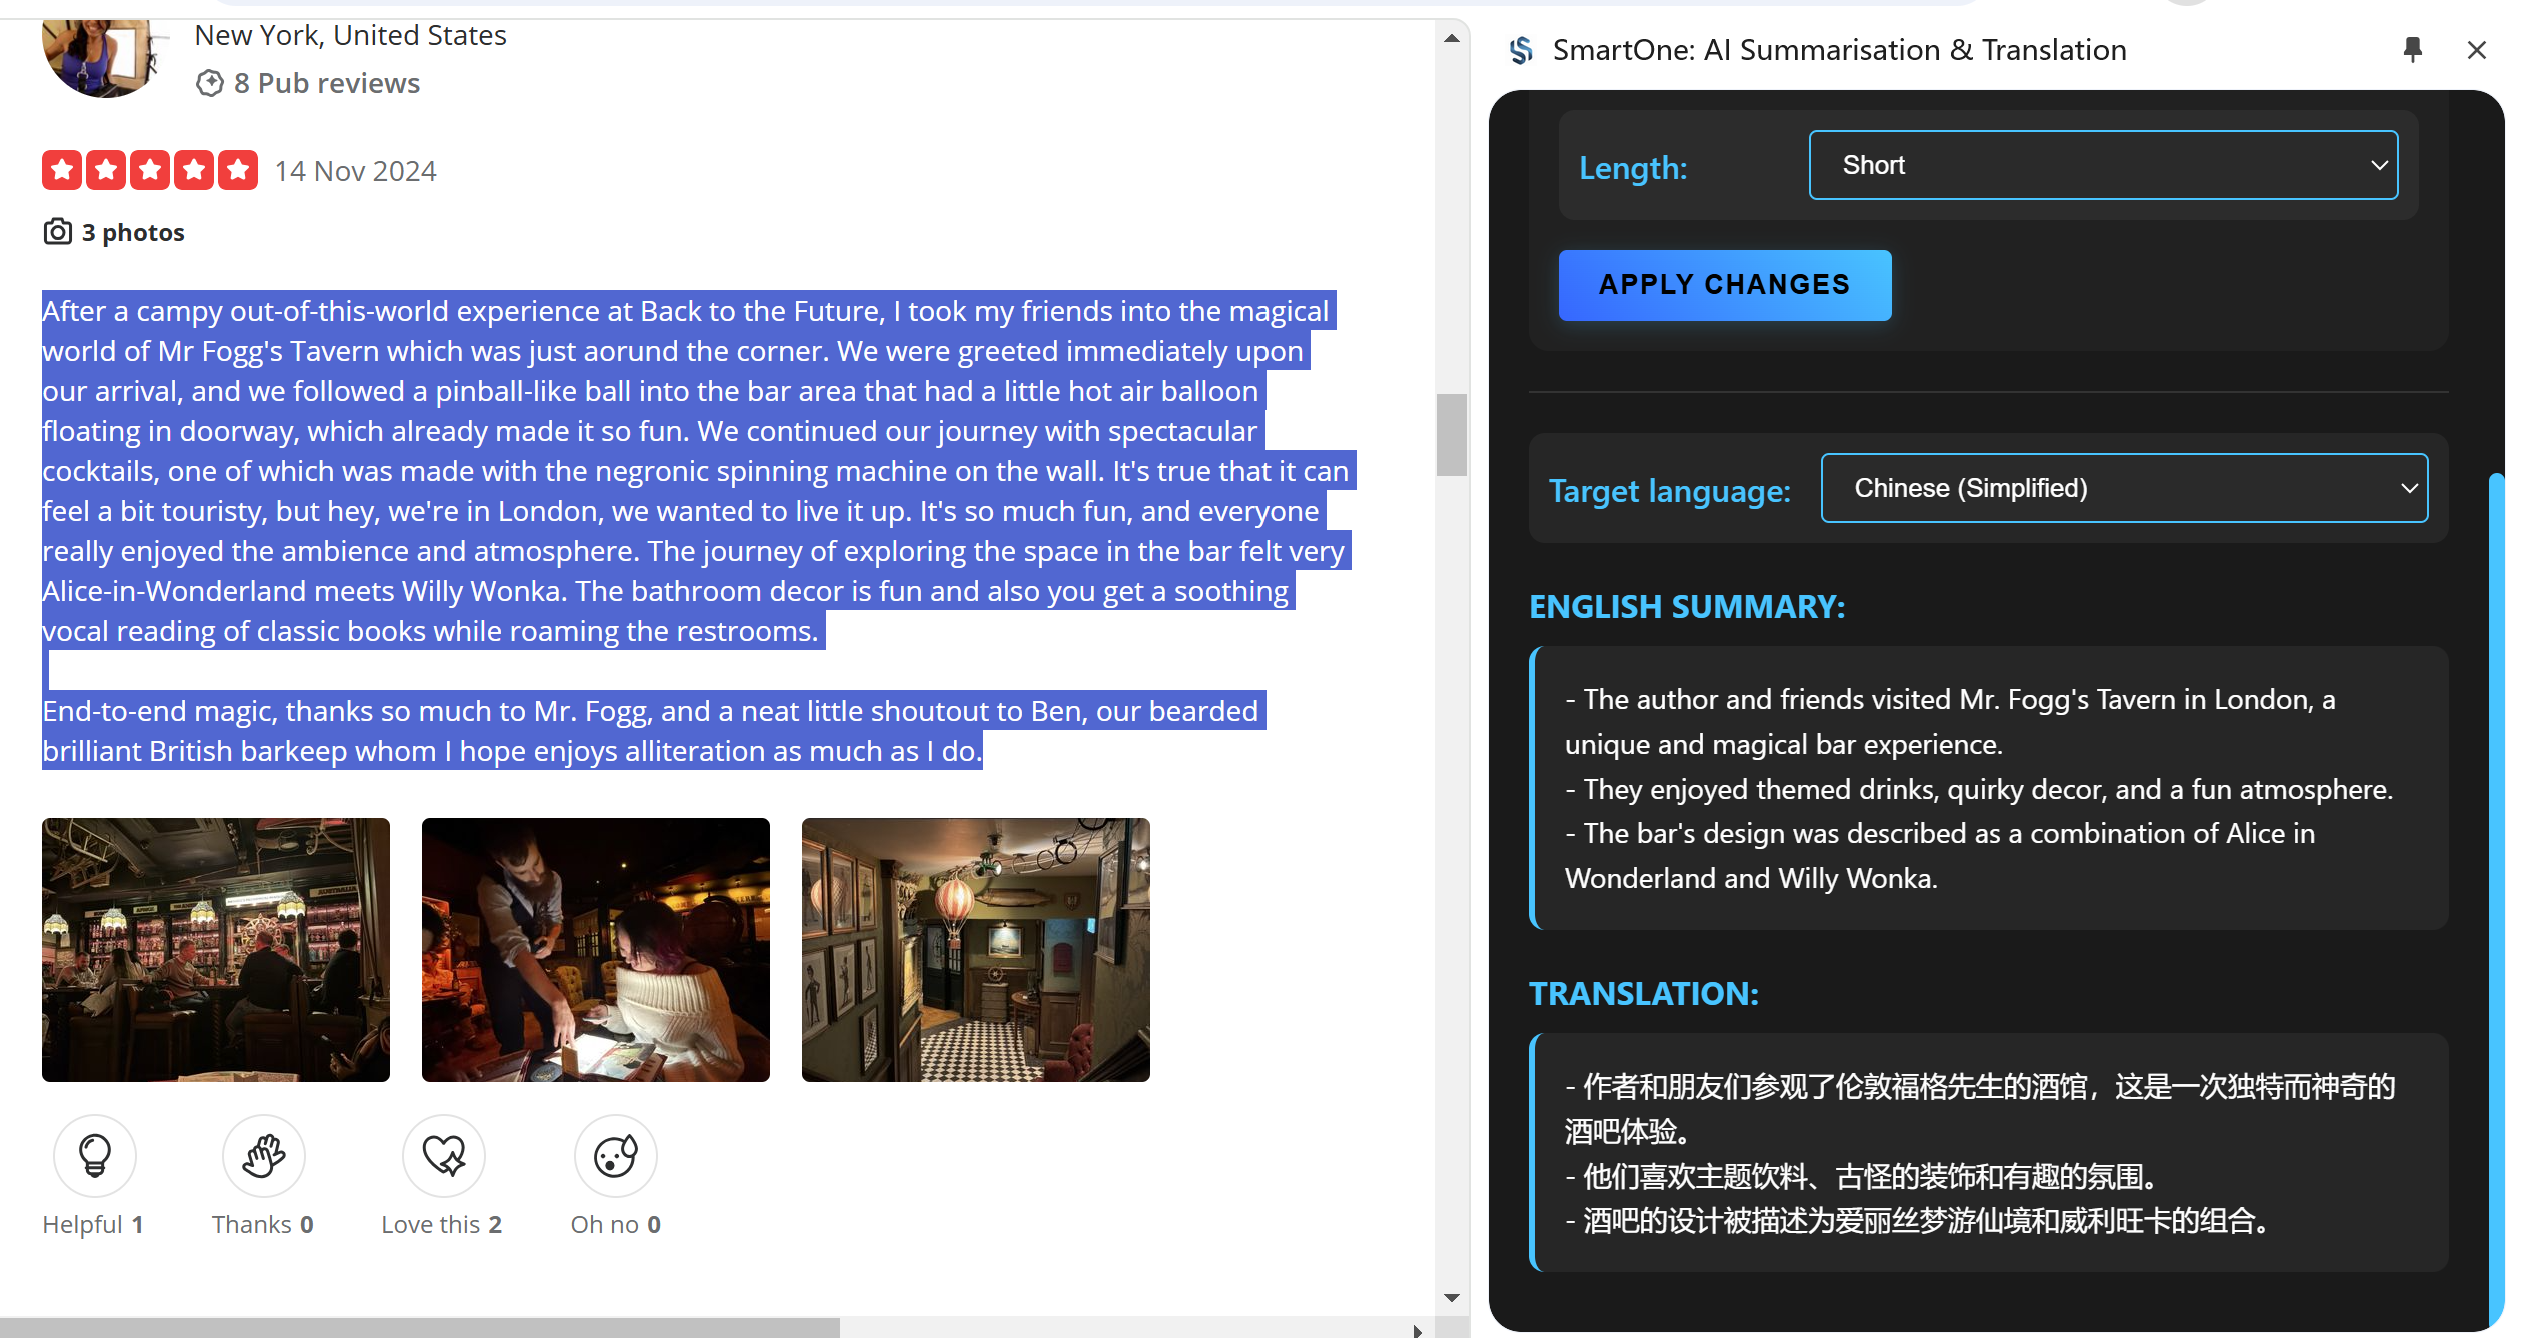 New York, United States
8 Pub reviews
14 Nov 2024
3 photos
After a campy out-of-this-world experience at Back to the Future, I took my friends into the magical
world of Mr Fogg's Tavern which was just aorund the corner. We were greeted immediately upon
our arrival, and we followed a pinball-like ball into the bar area that had a little hot air balloon
floating in doorway, which already made it so fun. We continued our journey with spectacular
cocktails, one of which was made with the negronic spinning machine on the wall. It's true that it can
feel a bit touristy, but hey, we're in London, we wanted to live it up. It's so much fun, and everyone
really enjoyed the ambience and atmosphere. The journey of exploring the space in the bar felt very
Alice-in-Wonderland meets Willy Wonka. The bathroom decor is fun and also you get a soothing
vocal reading of classic books while roaming the restrooms.
End-to-end magic, thanks so much to Mr. Fogg, and a neat little shoutout to Ben, our bearded
brilliant British barkeep whom I hope enjoys alliteration as much as I do.
AUSTRALIA
Helpful 1
Thanks 0
Love this 2
Oh no 0
SmartOne: AI Summarisation & Translation
Length:
Short
APPLY CHANGES
Target language:
Chinese (Simplified)
ENGLISH SUMMARY:
- The author and friends visited Mr. Fogg's Tavern in London, a
unique and magical bar experience.
- They enjoyed themed drinks, quirky decor, and a fun atmosphere.
- The bar's design was described as a combination of Alice in
Wonderland and Willy Wonka.
TRANSLATION:
- 作者和朋友们参观了伦敦福格先生的酒馆，这是一次独特而神奇的
酒吧体验。
- 他们喜欢主题饮料、古怪的装饰和有趣的氛围。
- 酒吧的设计被描述为爱丽丝梦游仙境和威利旺卡的组合。